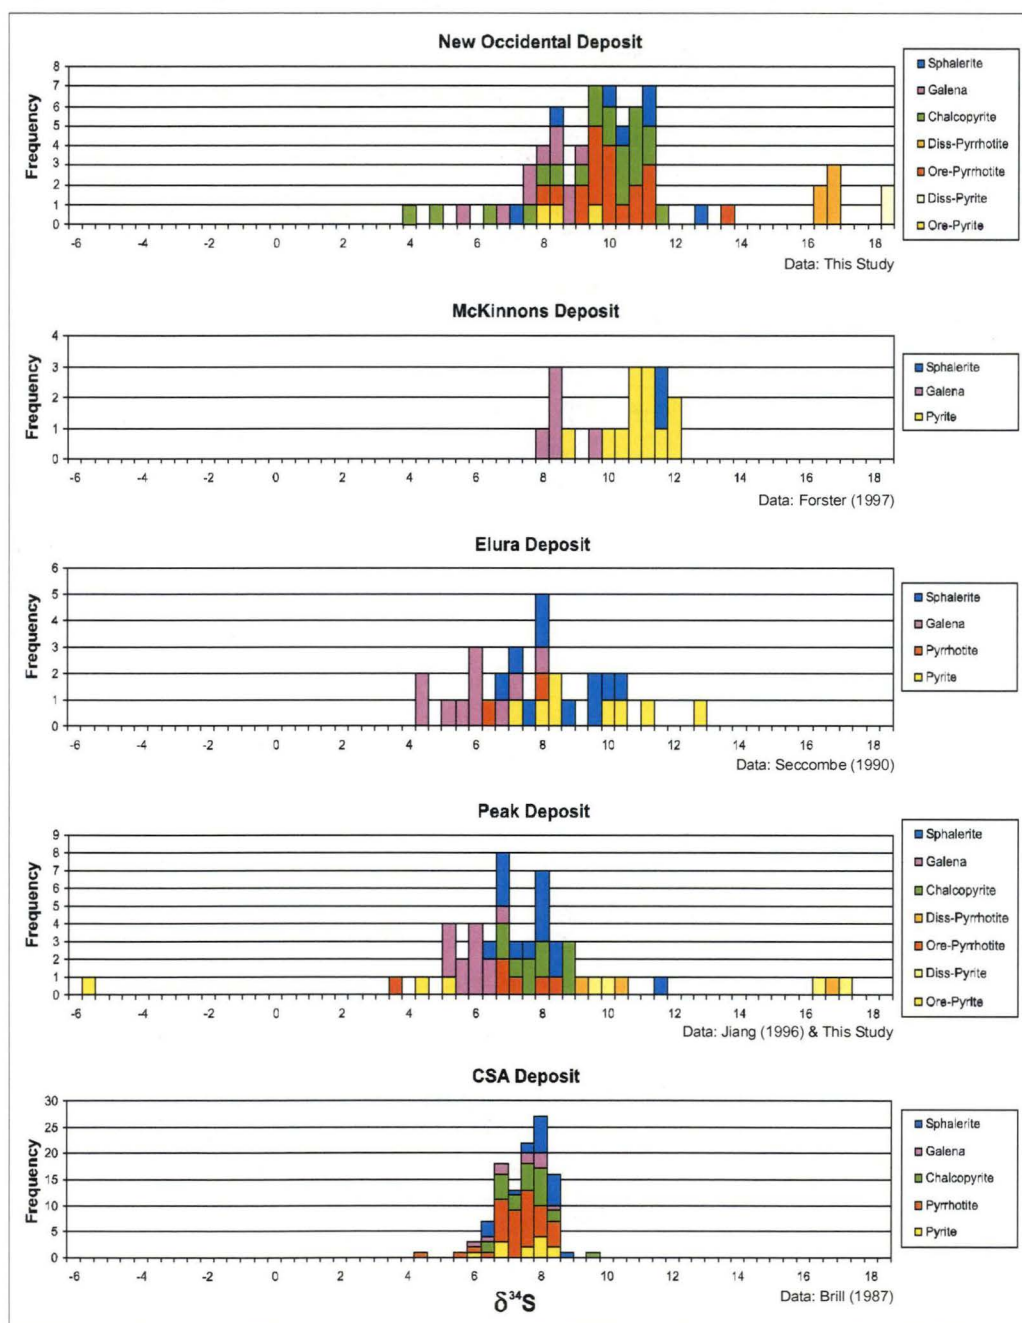 New Occidental Deposit
Frequency
8
7
6
5
4
3
2
1
0
-6 -4 -2 0 2 4 6 8 10 12 14 16 18
Sphalerite
Galena
Chalcopyrite
Diss-Pyrrhotite
Ore-Pyrrhotite
Diss-Pyrite
Ore-Pyrite
Data: This Study
McKinnons Deposit
Frequency
4
3
2
1
0
-6 -4 -2 0 2 4 6 8 10 12 14 16 18
Sphalerite
Galena
Pyrite
Data: Forster (1997)
Elura Deposit
Frequency
6
5
4
3
2
1
0
-6 -4 -2 0 2 4 6 8 10 12 14 16 18
Sphalerite
Galena
Pyrrhotite
Pyrite
Data: Seccombe (1990)
Peak Deposit
Frequency
9
8
7
6
5
4
3
2
1
0
-6 -4 -2 0 2 4 6 8 10 12 14 16 18
Sphalerite
Galena
Chalcopyrite
Diss-Pyrrhotite
Ore-Pyrrhotite
Diss-Pyrite
Ore-Pyrite
Data: Jiang (1996) & This Study
CSA Deposit
Frequency
30
25
20
15
10
5
0
-6 -4 -2 0 2 4 6 8 10 12 14 16 18
Sphalerite
Galena
Chalcopyrite
Pyrrhotite
Pyrite
δ³⁴S
Data: Brill (1987)